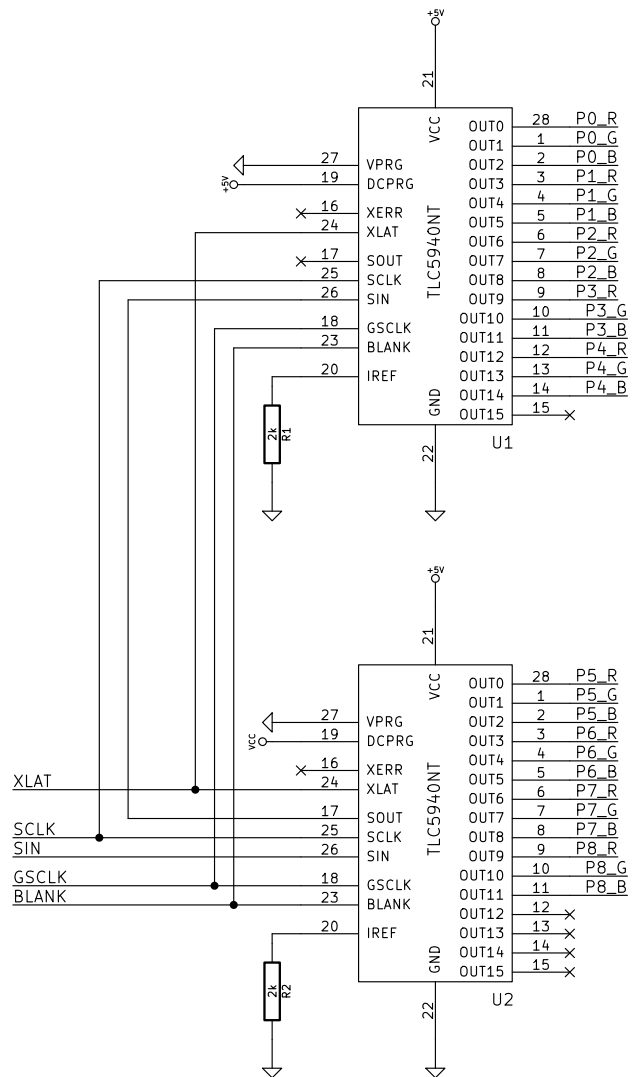 +5V
21
VCC
OUT0 28 P0_R
OUT1 1 P0_G
27 VPRG OUT2 2 P0_B
+5V 19 DCPRG OUT3 3 P1_R
OUT4 4 P1_G
16 XERR OUT5 5 P1_B
24 XLAT OUT6 6 P2_R
17 SOUT OUT7 7 P2_G
25 SCLK OUT8 8 P2_B
26 SIN OUT9 9 P3_R
TLC5940NT
OUT10 10 P3_G
18 GSCLK OUT11 11 P3_B
23 BLANK OUT12 12 P4_R
20 IREF OUT13 13 P4_G
OUT14 14 P4_B
GND OUT15 15
2k R1
22
U1
+5V
21
VCC
OUT0 28 P5_R
OUT1 1 P5_G
27 VPRG OUT2 2 P5_B
VCC 19 DCPRG OUT3 3 P6_R
OUT4 4 P6_G
16 XERR OUT5 5 P6_B
XLAT 24 XLAT OUT6 6 P7_R
17 SOUT OUT7 7 P7_G
SCLK 25 SCLK OUT8 8 P7_B
SIN 26 SIN OUT9 9 P8_R
TLC5940NT
OUT10 10 P8_G
GSCLK 18 GSCLK OUT11 11 P8_B
BLANK 23 BLANK OUT12 12
20 IREF OUT13 13
OUT14 14
GND OUT15 15
2k R2
22
U2